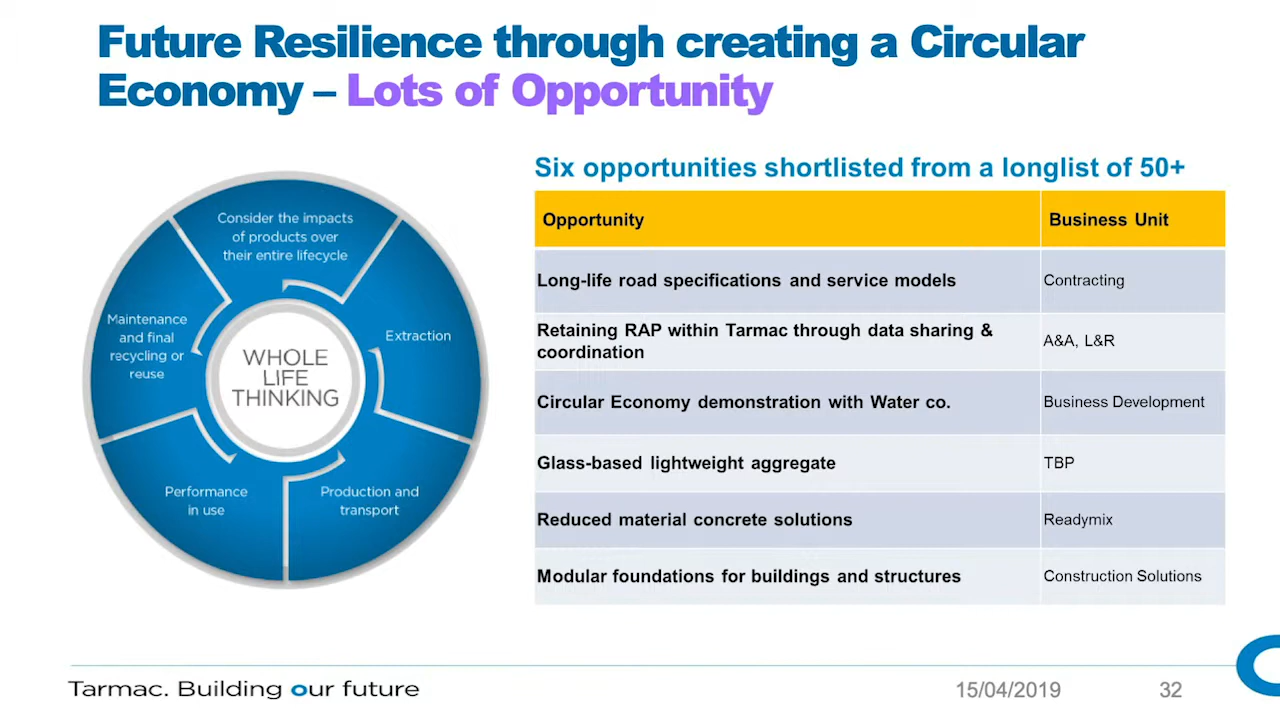 Future Resilience through creating a Circular
Economy – Lots of Opportunity
Consider the impacts
of products over
their entire lifecycle
Extraction
Production and
transport
Performance
in use
Maintenance
and final
recycling or
reuse
WHOLE
LIFE
THINKING
Six opportunities shortlisted from a longlist of 50+
Opportunity Business Unit
Long-life road specifications and service models Contracting
Retaining RAP within Tarmac through data sharing &
coordination
A&A, L&R
Circular Economy demonstration with Water co. Business Development
Glass-based lightweight aggregate TBP
Reduced material concrete solutions Readymix
Modular foundations for buildings and structures Construction Solutions
Tarmac. Building our future 15/04/2019 32